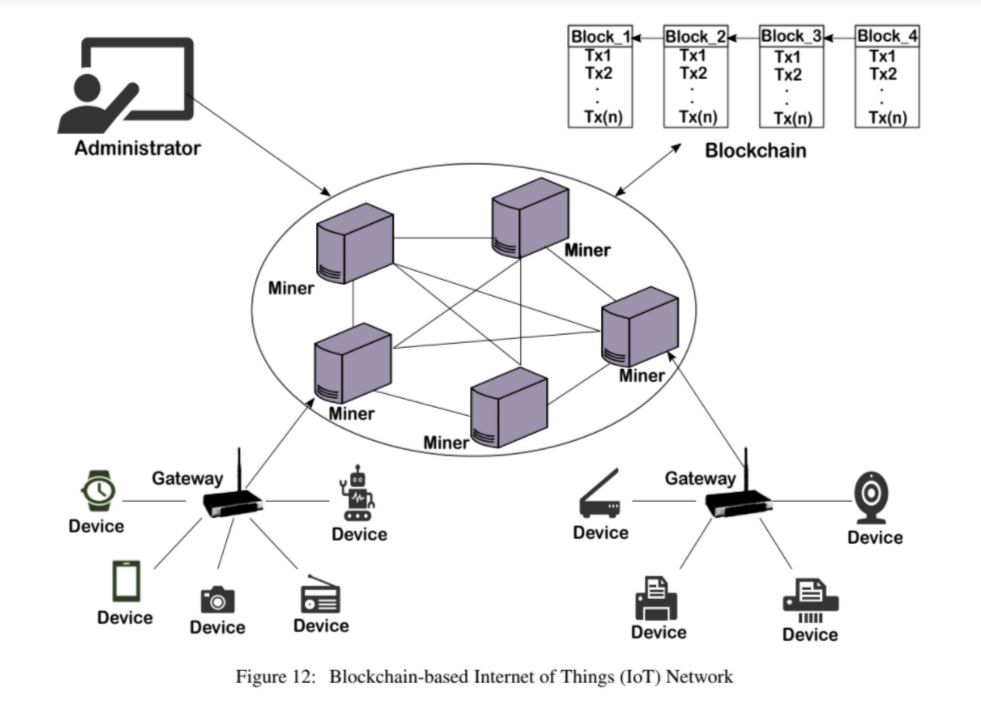 Administrator
Block_1
Tx1
Tx2
.
.
Tx(n)
Block_2
Tx1
Tx2
.
.
Tx(n)
Block_3
Tx1
Tx2
.
.
Tx(n)
Block_4
Tx1
Tx2
.
.
Tx(n)
Blockchain
Miner
Miner
Miner
Miner
Miner
Gateway
Device
Device
Device
Device
Device
Gateway
Device
Device
Device
Device
Figure 12: Blockchain-based Internet of Things (IoT) Network